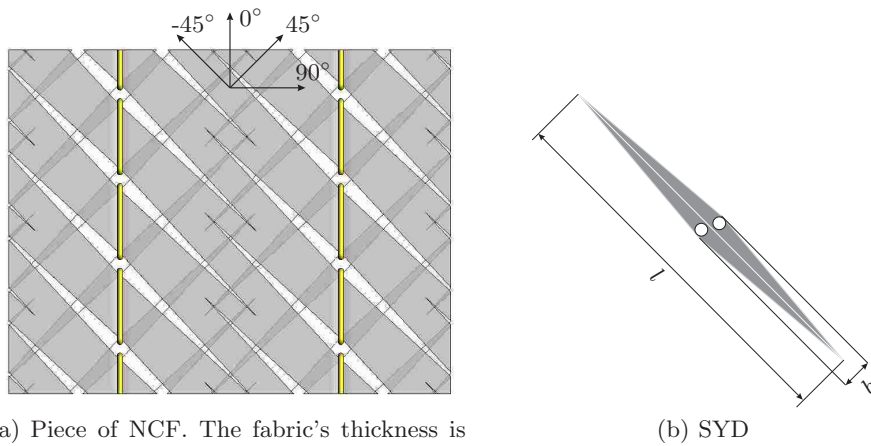 -45° 0° 45°
90°
l
a) Piece of NCF. The fabric's thickness is
(b) SYD